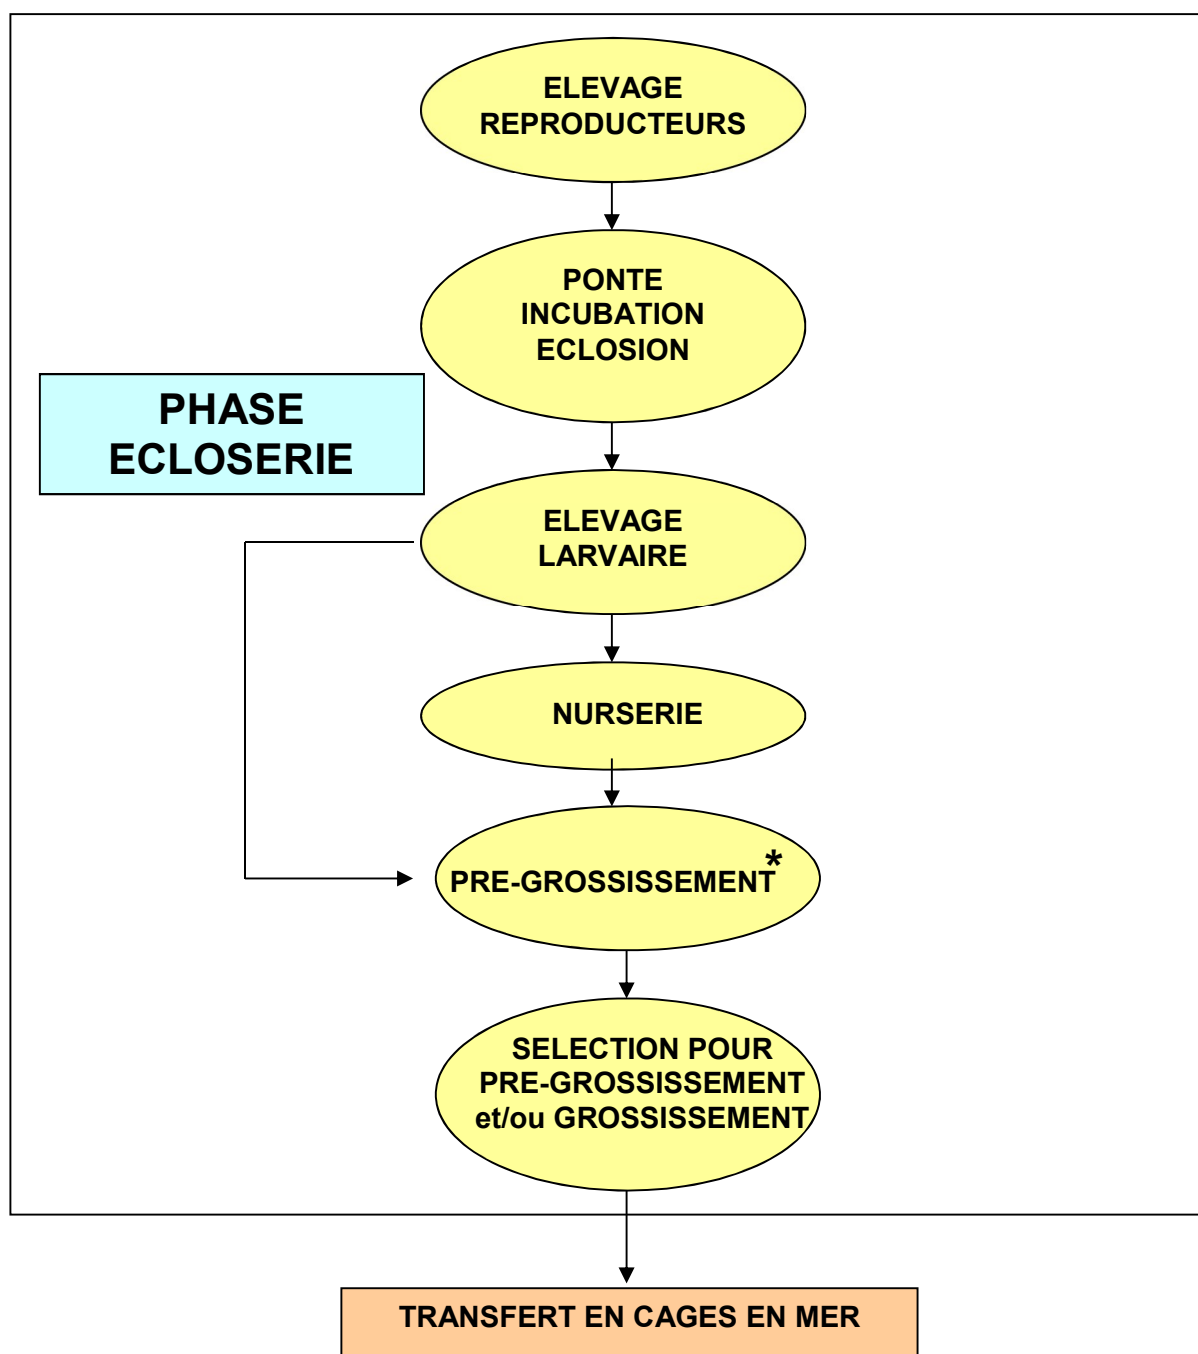 ELEVAGE
REPRODUCTEURS
PONTE
INCUBATION
ECLOSION
PHASE
ECLOSERIE
ELEVAGE
LARVAIRE
NURSERIE
PRE-GROSSISSEMENT*
SELECTION POUR
PRE-GROSSISSEMENT
et/ou GROSSISSEMENT
TRANSFERT EN CAGES EN MER